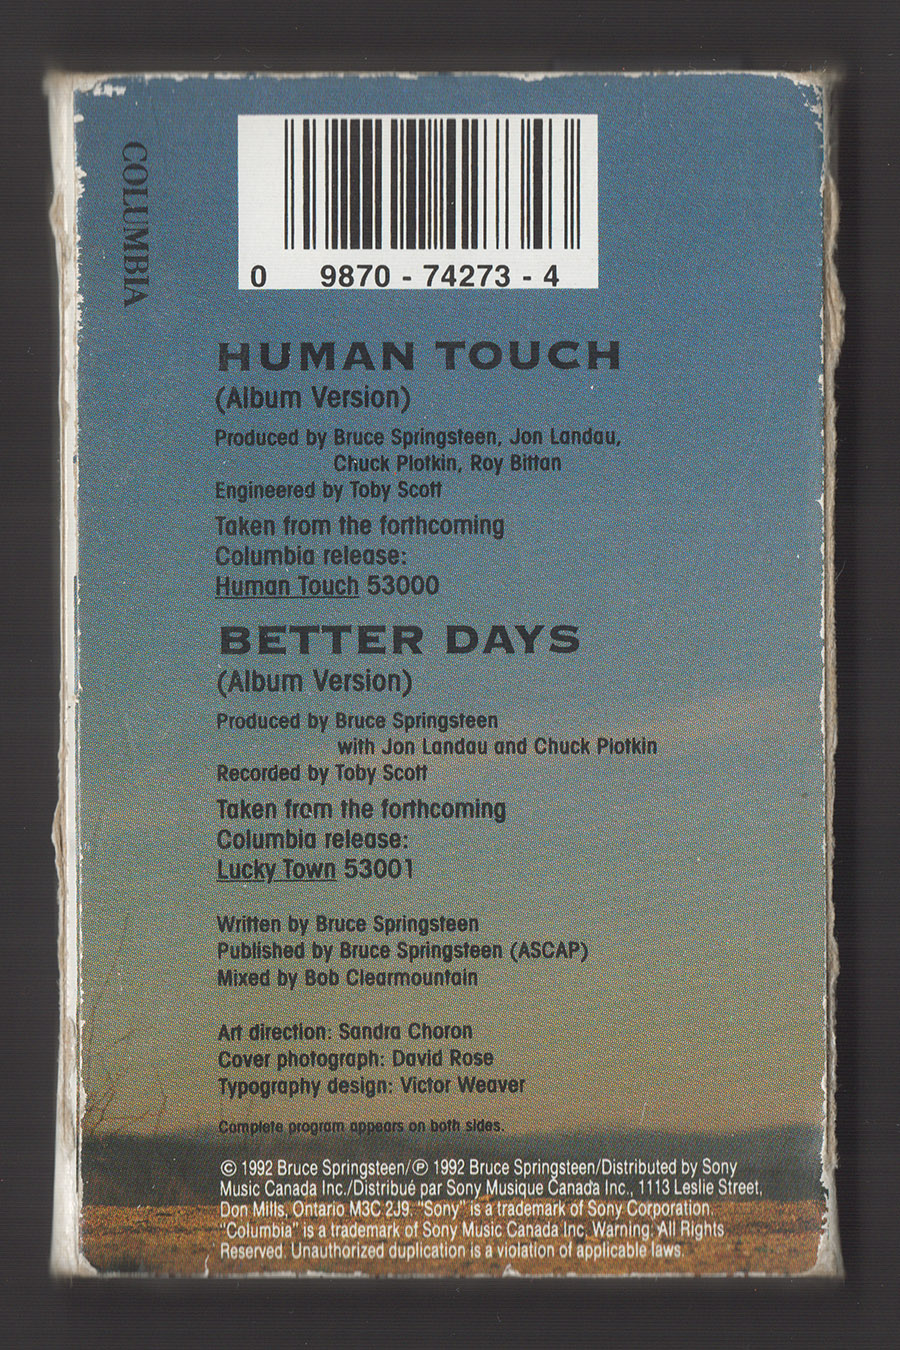 COLUMBIA
0 9870 - 74273 - 4
HUMAN TOUCH
(Album Version)
Produced by Bruce Springsteen, Jon Landau,
Chuck Plotkin, Roy Bittan
Engineered by Toby Scott
Taken from the forthcoming
Columbia release:
Human Touch 53000
BETTER DAYS
(Album Version)
Produced by Bruce Springsteen
with Jon Landau and Chuck Plotkin
Recorded by Toby Scott
Taken from the forthcoming
Columbia release:
Lucky Town 53001
Written by Bruce Springsteen
Published by Bruce Springsteen (ASCAP)
Mixed by Bob Clearmountain
Art direction: Sandra Choron
Cover photograph: David Rose
Typography design: Victor Weaver
Complete program appears on both sides.
© 1992 Bruce Springsteen/℗ 1992 Bruce Springsteen/Distributed by Sony
Music Canada Inc./Distribué par Sony Musique Canada Inc., 1113 Leslie Street,
Don Mills, Ontario M3C 2J9. "Sony" is a trademark of Sony Corporation.
"Columbia" is a trademark of Sony Music Canada Inc. Warning. All Rights
Reserved. Unauthorized duplication is a violation of applicable laws.